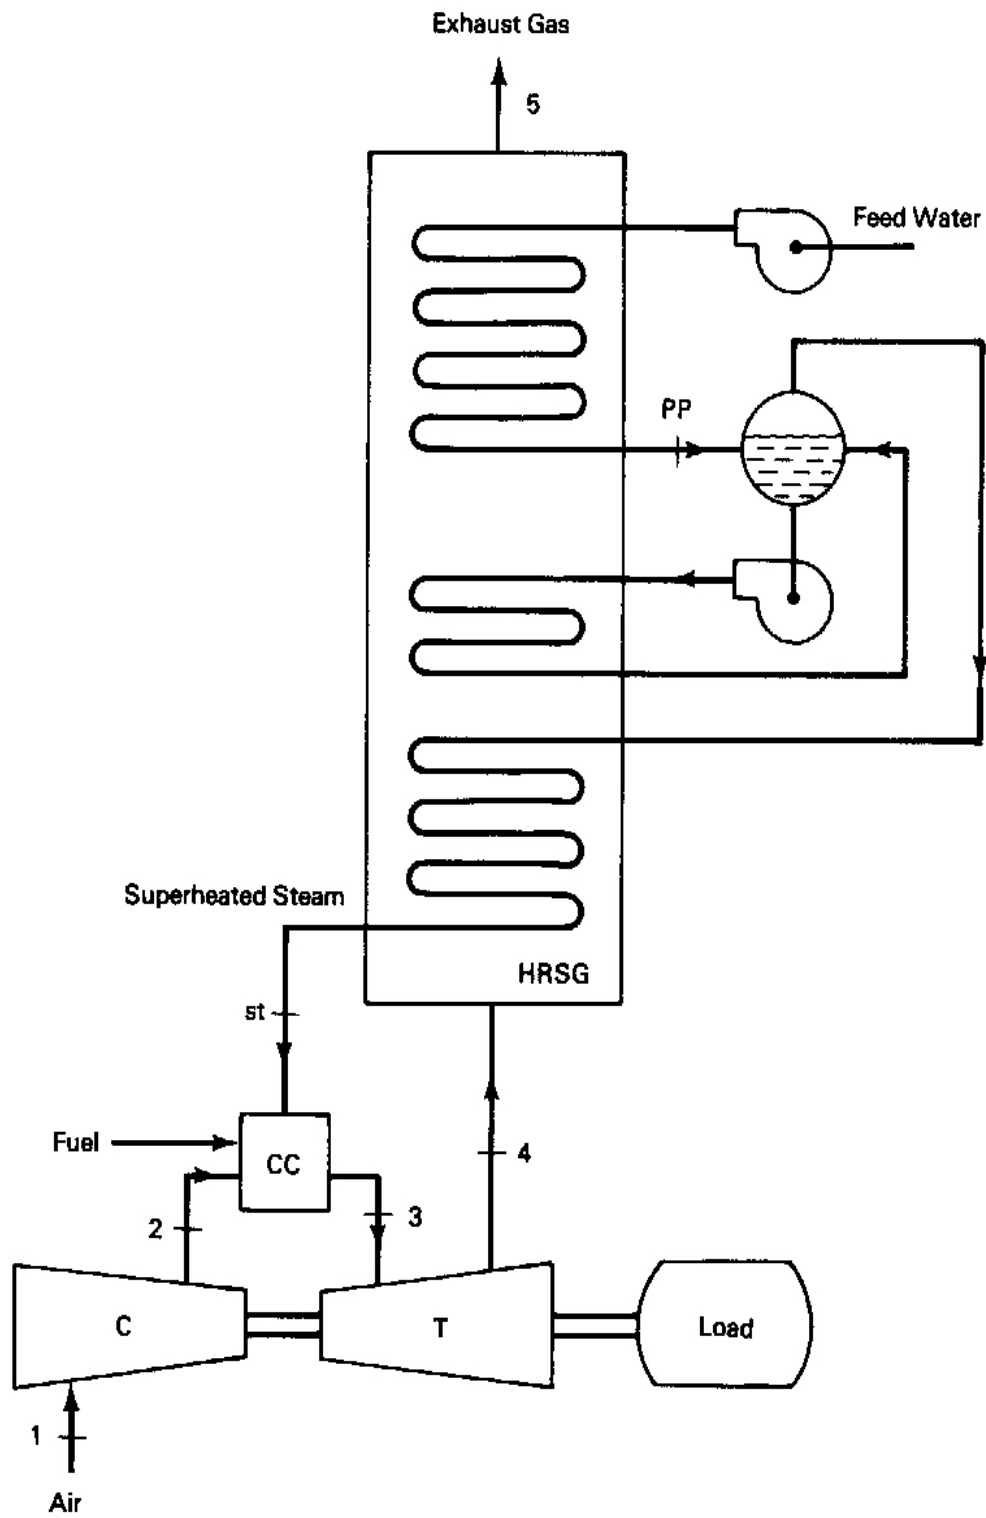 Exhaust Gas
5
Feed Water
PP
Superheated Steam
HRSG
st
Fuel
CC
4
2
3
C
T
Load
1
Air